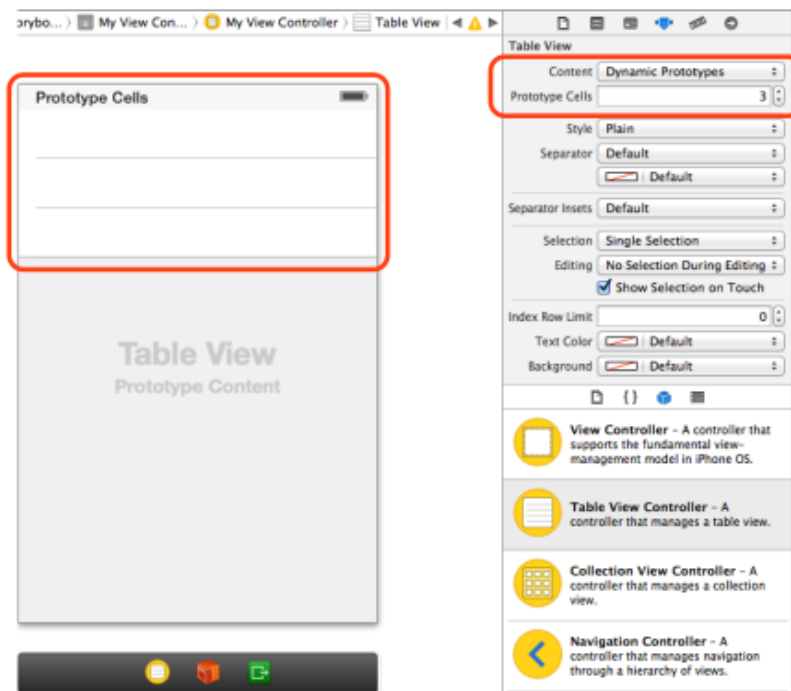 orybo... ⟩ My View Con... ⟩ My View Controller ⟩ Table View
Prototype Cells
Table View
Prototype Content
Table View
Content Dynamic Prototypes
Prototype Cells 3
Style Plain
Separator Default
Default
Separator Insets Default
Selection Single Selection
Editing No Selection During Editing
Show Selection on Touch
Index Row Limit 0
Text Color Default
Background Default
{ }
View Controller – A controller that
supports the fundamental view-
management model in iPhone OS.
Table View Controller – A
controller that manages a table view.
Collection View Controller – A
controller that manages a collection
view.
Navigation Controller – A
controller that manages navigation
through a hierarchy of views.